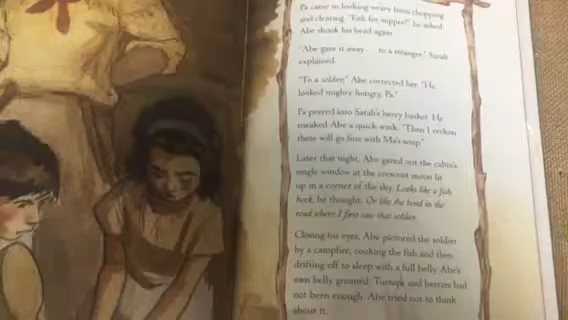 Pa came in looking weary from chopping
and clearing. "Fish for supper?" he asked.
Abe shook his head again.
"Abe gave it away . . . to a stranger," Sarah
explained.
"To a soldier," Abe corrected her. "He
looked mighty hungry, Pa."
Pa peered into Sarah's berry basket. He
sneaked Abe a quick wink. "Then I reckon
these will go fine with Ma's soup."
Later that night, Abe gazed out the cabin's
single window at the crescent moon lit
up in a corner of the sky. Looks like a fish
hook, he thought. Or like the bend in the
road where I first saw that soldier.
Closing his eyes, Abe pictured the soldier
by a campfire, cooking the fish and then
drifting off to sleep with a full belly. Abe's
own belly groaned. Turnips and berries had
not been enough. Abe tried not to think
about it.